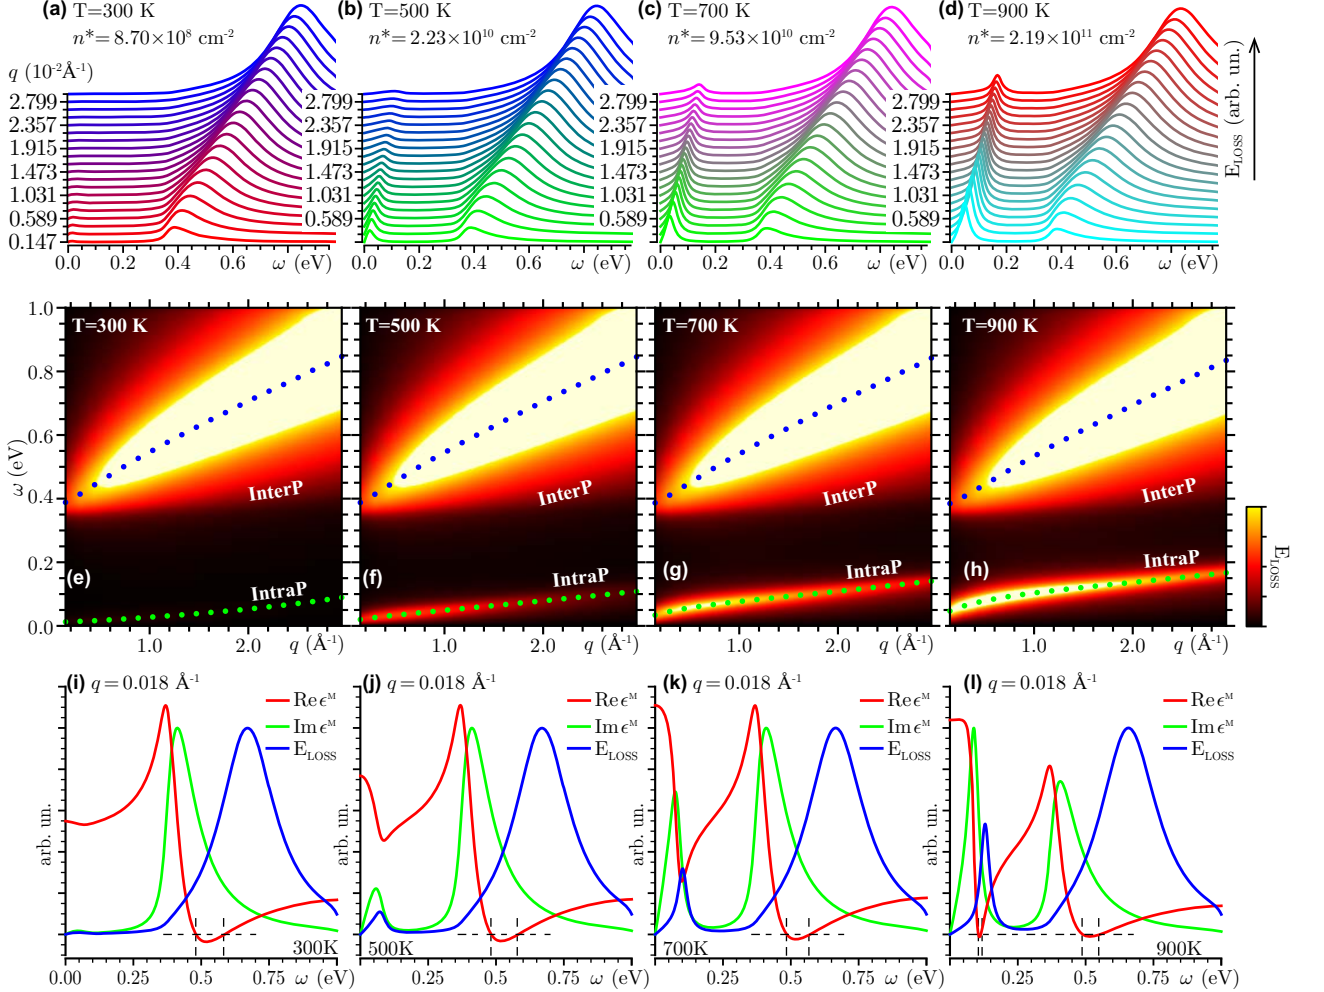 (a) T=300 K
n*= 8.70×10⁸ cm⁻²
q (10⁻²Å⁻¹)
2.799
2.357
1.915
1.473
1.031
0.589
0.147
0.0 0.2 0.4 0.6 ω (eV)
(b) T=500 K
n*= 2.23×10¹⁰ cm⁻²
2.799
2.357
1.915
1.473
1.031
0.589
0.0 0.2 0.4 0.6 ω (eV)
(c) T=700 K
n*= 9.53×10¹⁰ cm⁻²
2.799
2.357
1.915
1.473
1.031
0.589
0.0 0.2 0.4 0.6 ω (eV)
(d) T=900 K
n*= 2.19×10¹¹ cm⁻²
2.799
2.357
1.915
1.473
1.031
0.589
0.0 0.2 0.4 0.6 ω (eV)
E_LOSS (arb. un.)
ω (eV)
1.0
0.8
0.6
0.4
0.2
0.0
T=300 K
InterP
(e)
IntraP
1.0 2.0 q (Å⁻¹)
T=500 K
InterP
(f)
IntraP
1.0 2.0 q (Å⁻¹)
T=700 K
InterP
(g)
IntraP
1.0 2.0 q (Å⁻¹)
T=900 K
InterP
(h)
IntraP
1.0 2.0 q (Å⁻¹)
E_LOSS
(i) q = 0.018 Å⁻¹
Re ϵᴹ
Im ϵᴹ
E_LOSS
arb. un.
300K
0.00 0.25 0.5 0.75 ω (eV)
(j) q = 0.018 Å⁻¹
Re ϵᴹ
Im ϵᴹ
E_LOSS
arb. un.
500K
0.25 0.5 0.75 ω (eV)
(k) q = 0.018 Å⁻¹
Re ϵᴹ
Im ϵᴹ
E_LOSS
arb. un.
700K
0.25 0.5 0.75 ω (eV)
(l) q = 0.018 Å⁻¹
Re ϵᴹ
Im ϵᴹ
E_LOSS
arb. un.
900K
0.25 0.5 0.75 ω (eV)